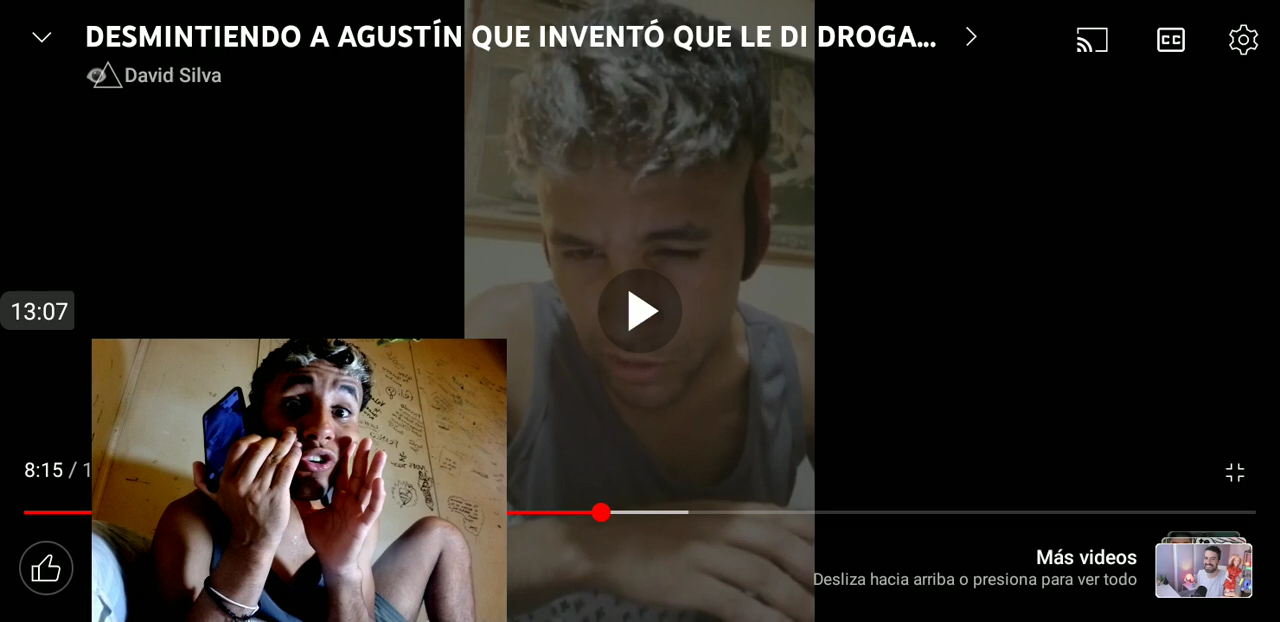 DESMINTIENDO A AGUSTÍN QUE INVENTÓ QUE LE DI DROGA...
David Silva
CC
13:07
8:15 / 1
Más videos
Desliza hacia arriba o presiona para ver todo